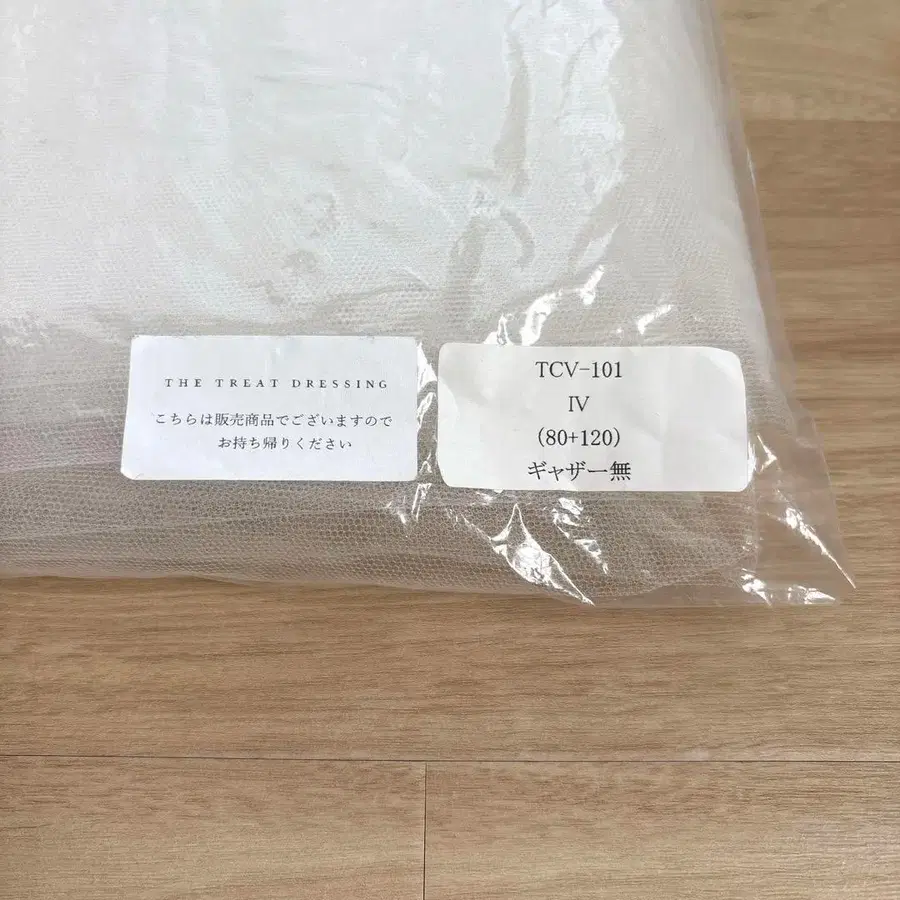 THE TREAT DRESSING
こちらは販売商品でございますので
お持ち帰りください
TCV-101
IV
(80+120)
ギャザー無